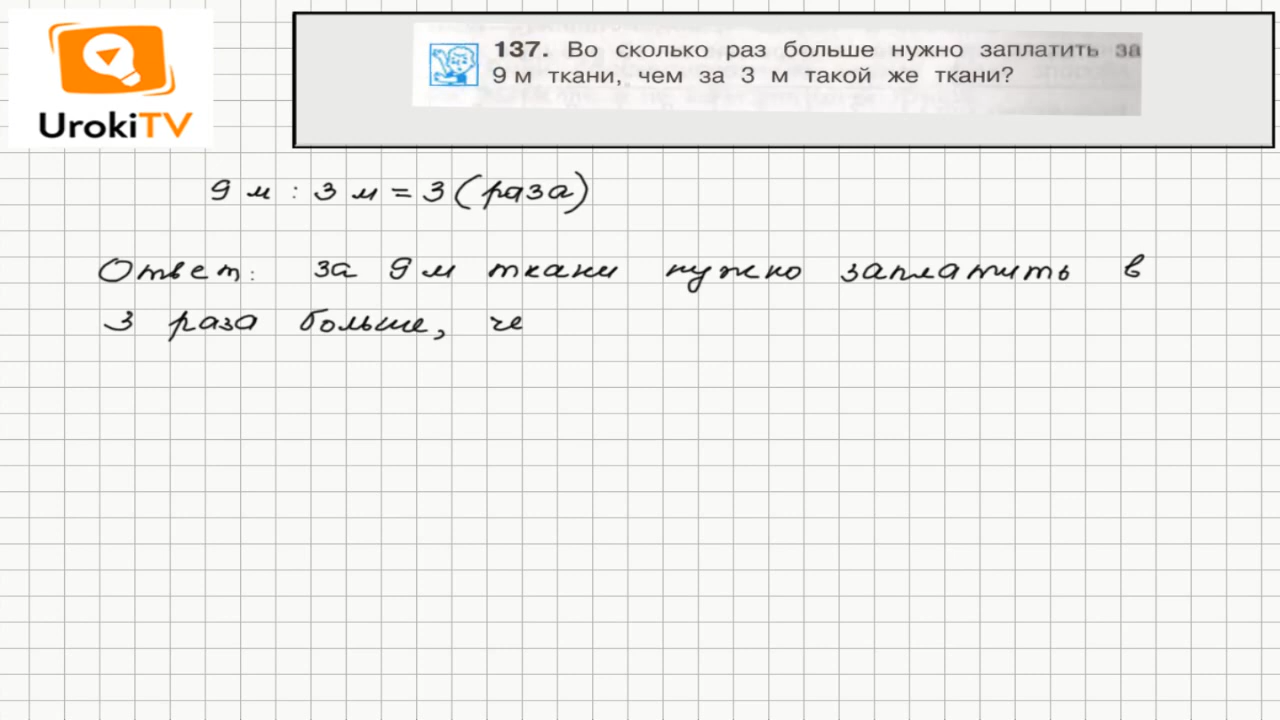 UrokiTV
137. Во сколько раз больше нужно заплатить за
9 м ткани, чем за 3 м такой же ткани?
9 м : 3 м = 3 (раза)
Ответ: за 9 м ткани нужно заплатить в
3 раза больше, че